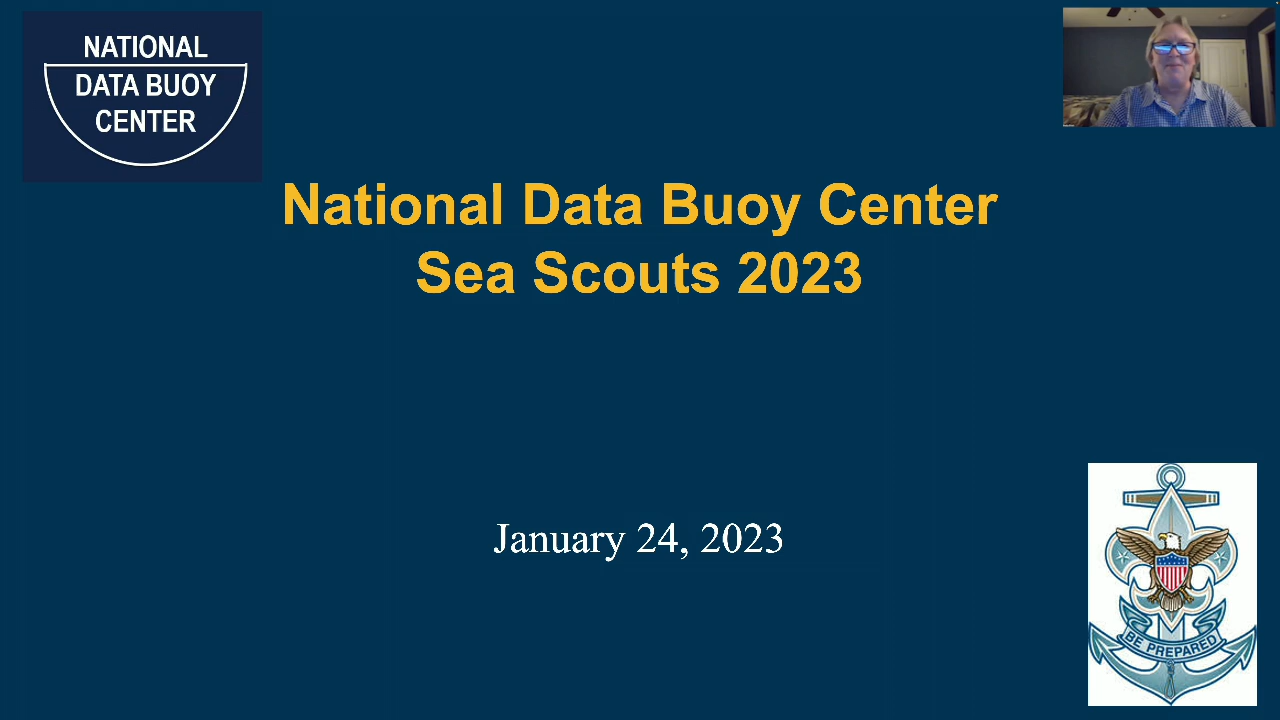 NATIONAL
DATA BUOY
CENTER
National Data Buoy Center
Sea Scouts 2023
January 24, 2023
BE PREPARED